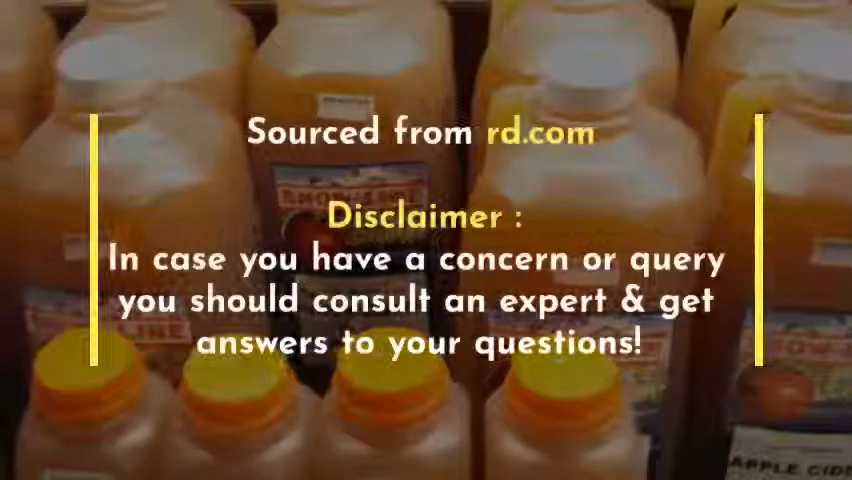 Sourced from rd.com
Disclaimer :
In case you have a concern or query
you should consult an expert & get
answers to your questions!
APPLE CIDE